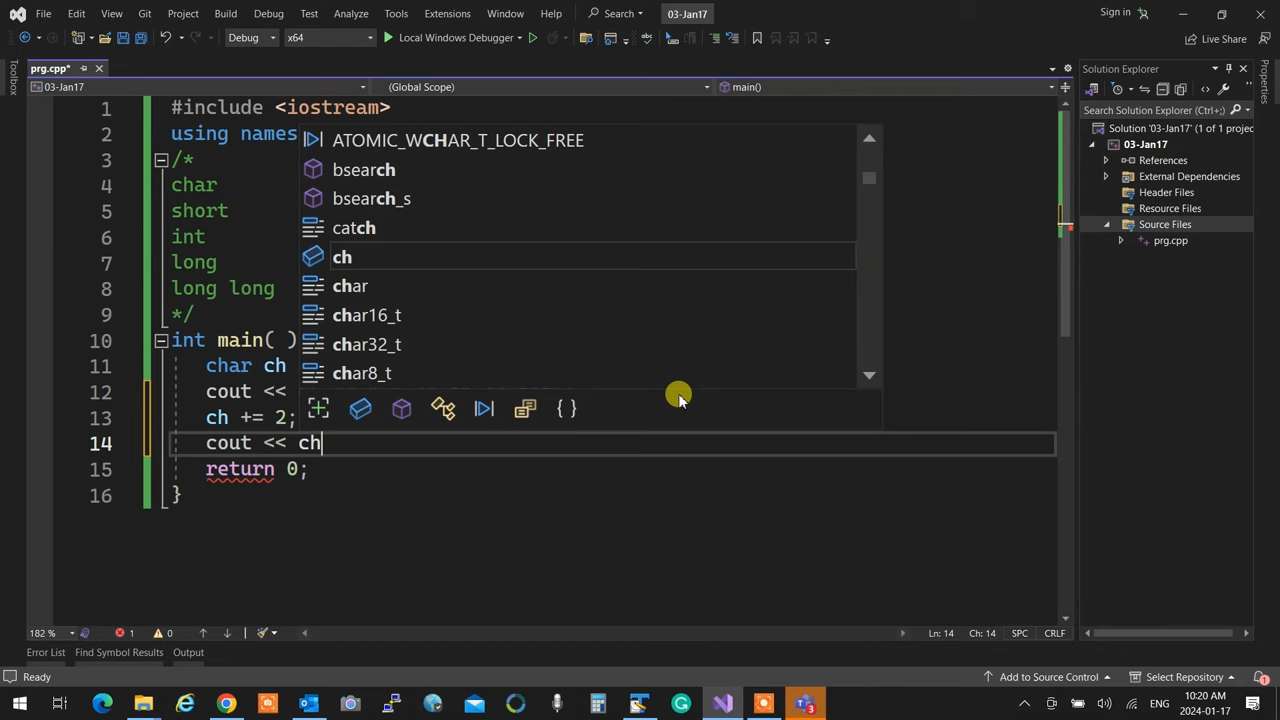 File Edit View Git Project Build Debug Test Analyze Tools Extensions Window Help Search 03-Jan17 Sign in
Debug x64 Local Windows Debugger Live Share
prg.cpp*
03-Jan17 (Global Scope) main()
1 #include <iostream>
2 using names
3 /*
4 char
5 short
6 int
7 long
8 long long
9 */
10 int main( )
11 char ch
12 cout <<
13 ch += 2;
14 cout << ch
15 return 0;
16 }
ATOMIC_WCHAR_T_LOCK_FREE
bsearch
bsearch_s
catch
ch
char
char16_t
char32_t
char8_t
{ }
Toolbox
Solution Explorer
Search Solution Explorer (Ctrl+;)
Solution '03-Jan17' (1 of 1 projec
03-Jan17
References
External Dependencies
Header Files
Resource Files
Source Files
prg.cpp
Properties
182 % 1 0 Ln: 14 Ch: 14 SPC CRLF
Error List Find Symbol Results Output
Ready Add to Source Control Select Repository 1
3
10:20 AM
2024-01-17